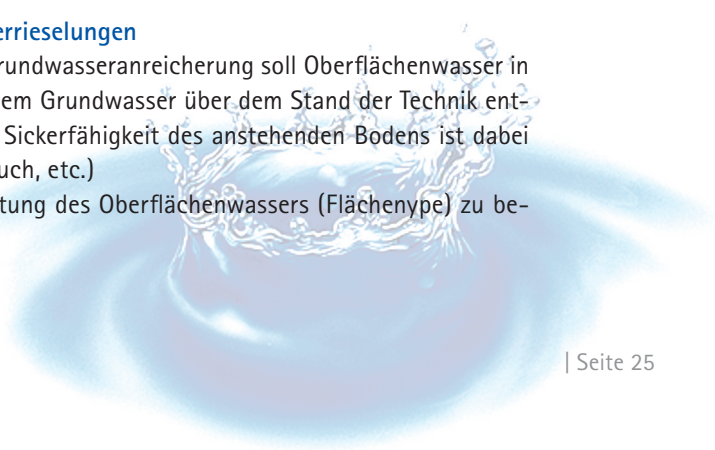 errieselungen
rundwasseranreicherung soll Oberflächenwasser in
em Grundwasser über dem Stand der Technik ent-
Sickerfähigkeit des anstehenden Bodens ist dabei
uch, etc.)
tung des Oberflächenwassers (Flächenype) zu be-
| Seite 25